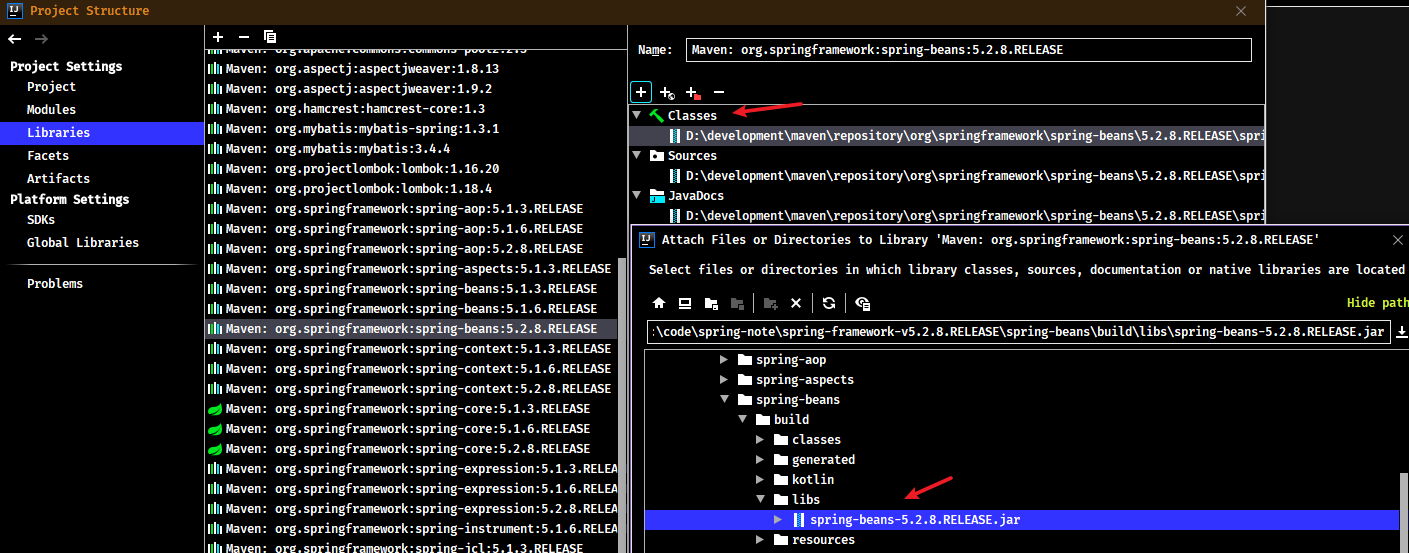 Project Structure
Project Settings
Project
Modules
Libraries
Facets
Artifacts
Platform Settings
SDKs
Global Libraries
Problems
Maven: org.apache.commons:commons-pool2:2.5
Maven: org.aspectj:aspectjweaver:1.8.13
Maven: org.aspectj:aspectjweaver:1.9.2
Maven: org.hamcrest:hamcrest-core:1.3
Maven: org.mybatis:mybatis-spring:1.3.1
Maven: org.mybatis:mybatis:3.4.4
Maven: org.projectlombok:lombok:1.16.20
Maven: org.projectlombok:lombok:1.18.4
Maven: org.springframework:spring-aop:5.1.3.RELEASE
Maven: org.springframework:spring-aop:5.1.6.RELEASE
Maven: org.springframework:spring-aop:5.2.8.RELEASE
Maven: org.springframework:spring-aspects:5.1.3.RELEASE
Maven: org.springframework:spring-beans:5.1.3.RELEASE
Maven: org.springframework:spring-beans:5.1.6.RELEASE
Maven: org.springframework:spring-beans:5.2.8.RELEASE
Maven: org.springframework:spring-context:5.1.3.RELEASE
Maven: org.springframework:spring-context:5.1.6.RELEASE
Maven: org.springframework:spring-context:5.2.8.RELEASE
Maven: org.springframework:spring-core:5.1.3.RELEASE
Maven: org.springframework:spring-core:5.1.6.RELEASE
Maven: org.springframework:spring-core:5.2.8.RELEASE
Maven: org.springframework:spring-expression:5.1.3.RELEA
Maven: org.springframework:spring-expression:5.1.6.RELEA
Maven: org.springframework:spring-expression:5.2.8.RELEA
Maven: org.springframework:spring-instrument:5.1.6.RELEA
Maven: org.springframework:spring-jcl:5.1.3.RELEASE
Name: Maven: org.springframework:spring-beans:5.2.8.RELEASE
Classes
D:\development\maven\repository\org\springframework\spring-beans\5.2.8.RELEASE\spri
Sources
D:\development\maven\repository\org\springframework\spring-beans\5.2.8.RELEASE\spri
JavaDocs
D:\development\maven\repository\org\springframework\spring-beans\5.2.8.RELEASE\spri
Attach Files or Directories to Library 'Maven: org.springframework:spring-beans:5.2.8.RELEASE'
Select files or directories in which library classes, sources, documentation or native libraries are located
Hide path
:\code\spring-note\spring-framework-v5.2.8.RELEASE\spring-beans\build\libs\spring-beans-5.2.8.RELEASE.jar
spring-aop
spring-aspects
spring-beans
build
classes
generated
kotlin
libs
spring-beans-5.2.8.RELEASE.jar
resources